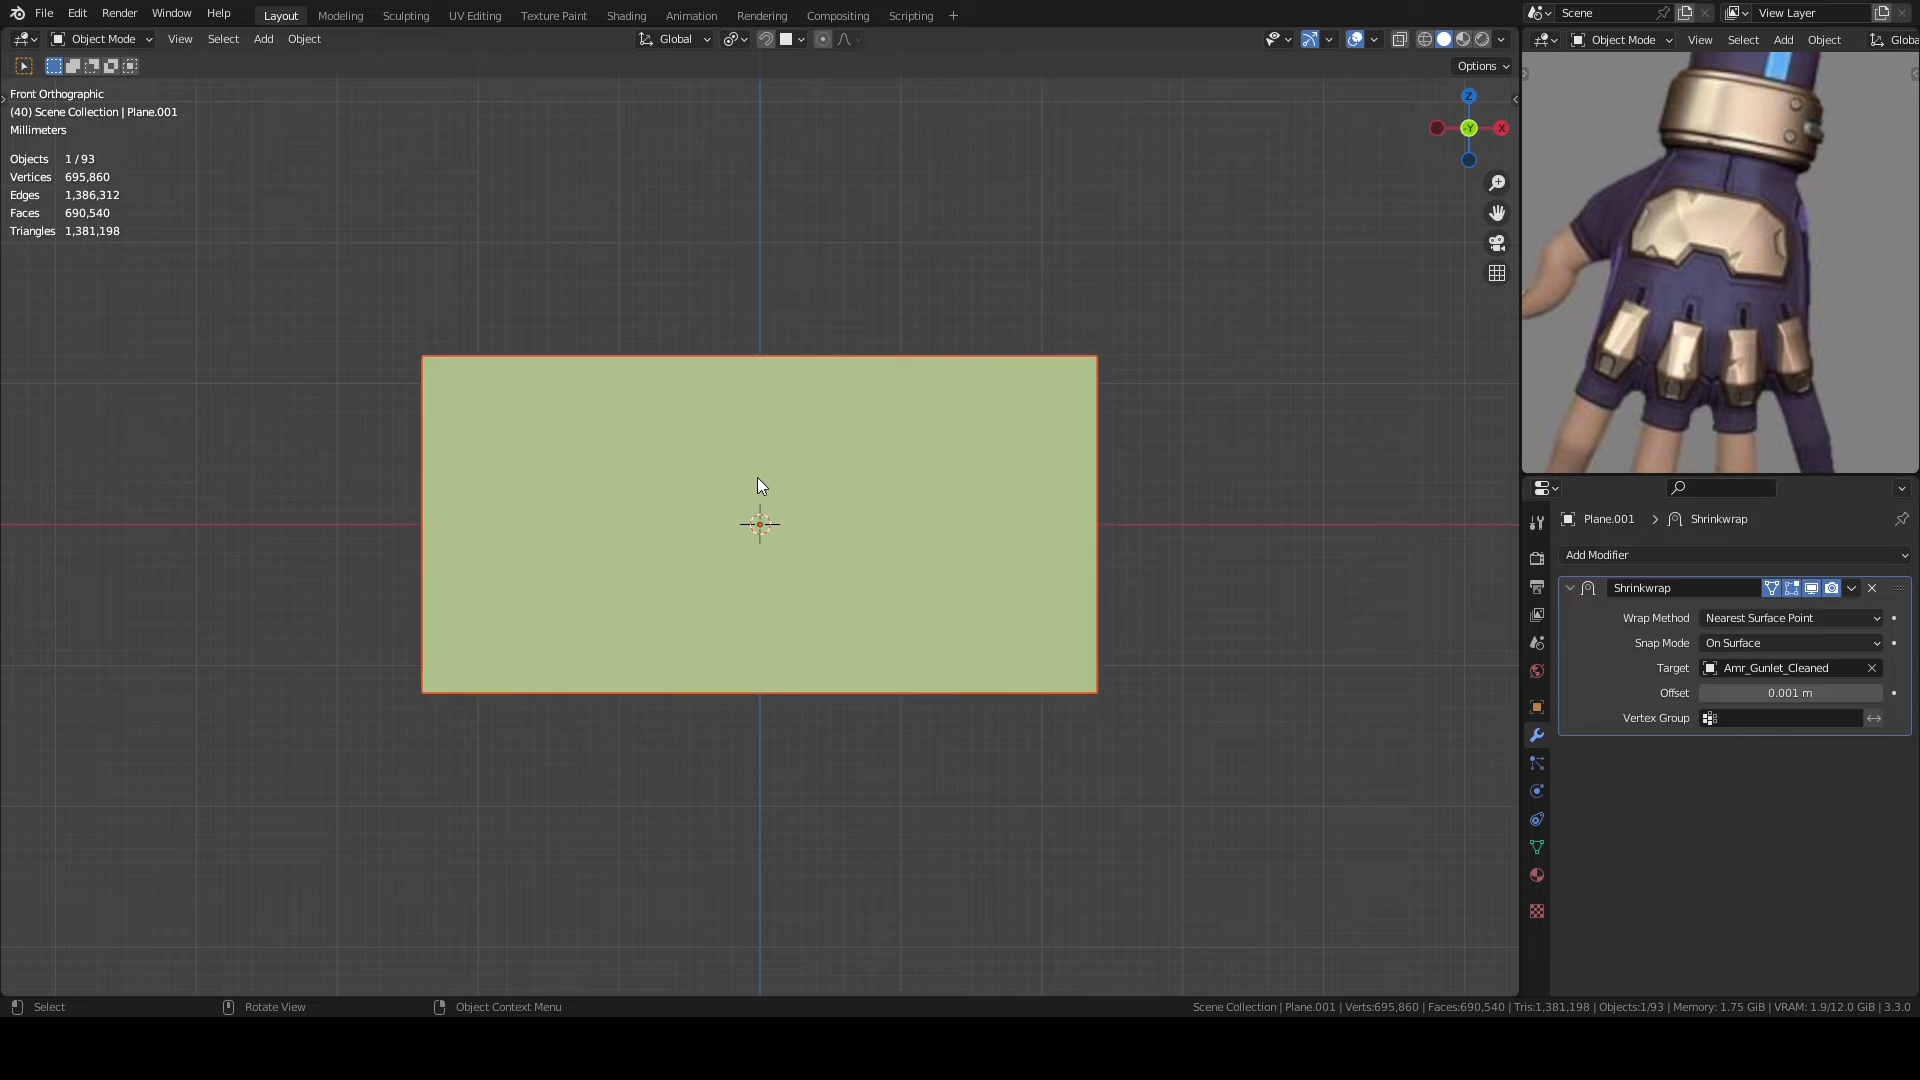 File Edit Render Window Help Layout Modeling Sculpting UV Editing Texture Paint Shading Animation Rendering Compositing Scripting + Scene View Layer
Object Mode View Select Add Object Global Object Mode View Select Add Object Globa
Options
Front Orthographic
(40) Scene Collection | Plane.001
Millimeters
Objects 1 / 93
Vertices 695,860
Edges 1,386,312
Faces 690,540
Triangles 1,381,198
Z
-Y
X
Plane.001 > Shrinkwrap
Add Modifier
Shrinkwrap
Wrap Method Nearest Surface Point
Snap Mode On Surface
Target Amr_Gunlet_Cleaned
Offset 0.001 m
Vertex Group
Select Rotate View Object Context Menu Scene Collection | Plane.001 | Verts:695,860 | Faces:690,540 | Tris:1,381,198 | Objects:1/93 | Memory: 1.75 GiB | VRAM: 1.9/12.0 GiB | 3.3.0